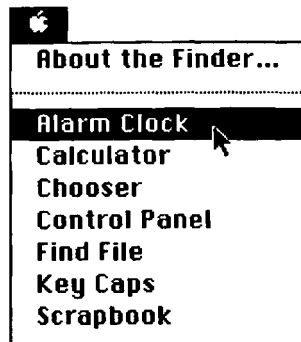 About the Finder...
Alarm Clock
Calculator
Chooser
Control Panel
Find File
Key Caps
Scrapbook